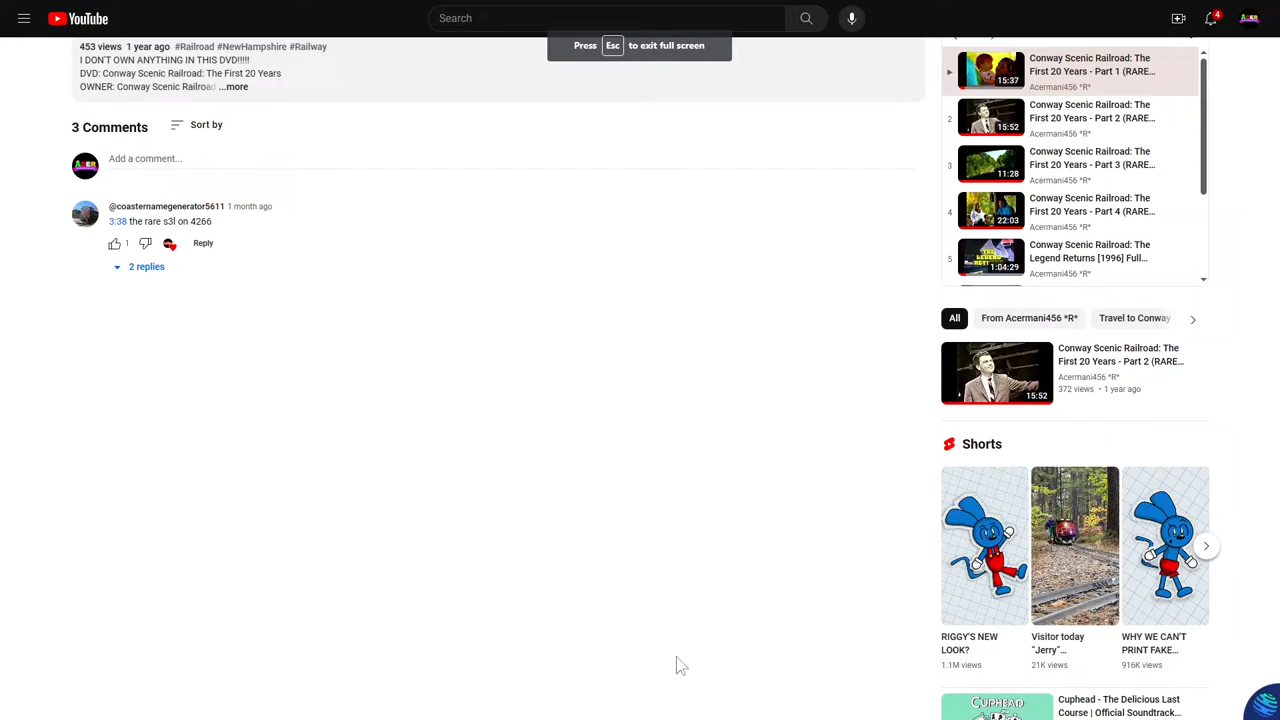 YouTube
Search
4
Press Esc to exit full screen
453 views 1 year ago #Railroad #NewHampshire #Railway
I DON'T OWN ANYTHING IN THIS DVD!!!!!
DVD: Conway Scenic Railroad: The First 20 Years
OWNER: Conway Scenic Railroad ...more
3 Comments
Sort by
Add a comment...
@coasternamegenerator5611 1 month ago
3:38 the rare s3l on 4266
1
Reply
2 replies
15:37
Conway Scenic Railroad: The
First 20 Years - Part 1 (RARE...
Acermani456 *R*
2
15:52
Conway Scenic Railroad: The
First 20 Years - Part 2 (RARE...
Acermani456 *R*
3
11:28
Conway Scenic Railroad: The
First 20 Years - Part 3 (RARE...
Acermani456 *R*
4
22:03
Conway Scenic Railroad: The
First 20 Years - Part 4 (RARE...
Acermani456 *R*
5
1:04:29
Conway Scenic Railroad: The
Legend Returns [1996] Full...
Acermani456 *R*
All
From Acermani456 *R*
Travel to Conway
15:52
Conway Scenic Railroad: The
First 20 Years - Part 2 (RARE...
Acermani456 *R*
372 views • 1 year ago
Shorts
RIGGY'S NEW
LOOK?
1.1M views
Visitor today
“Jerry”...
21K views
WHY WE CAN'T
PRINT FAKE...
916K views
CUPHEAD
Cuphead - The Delicious Last
Course | Official Soundtrack...